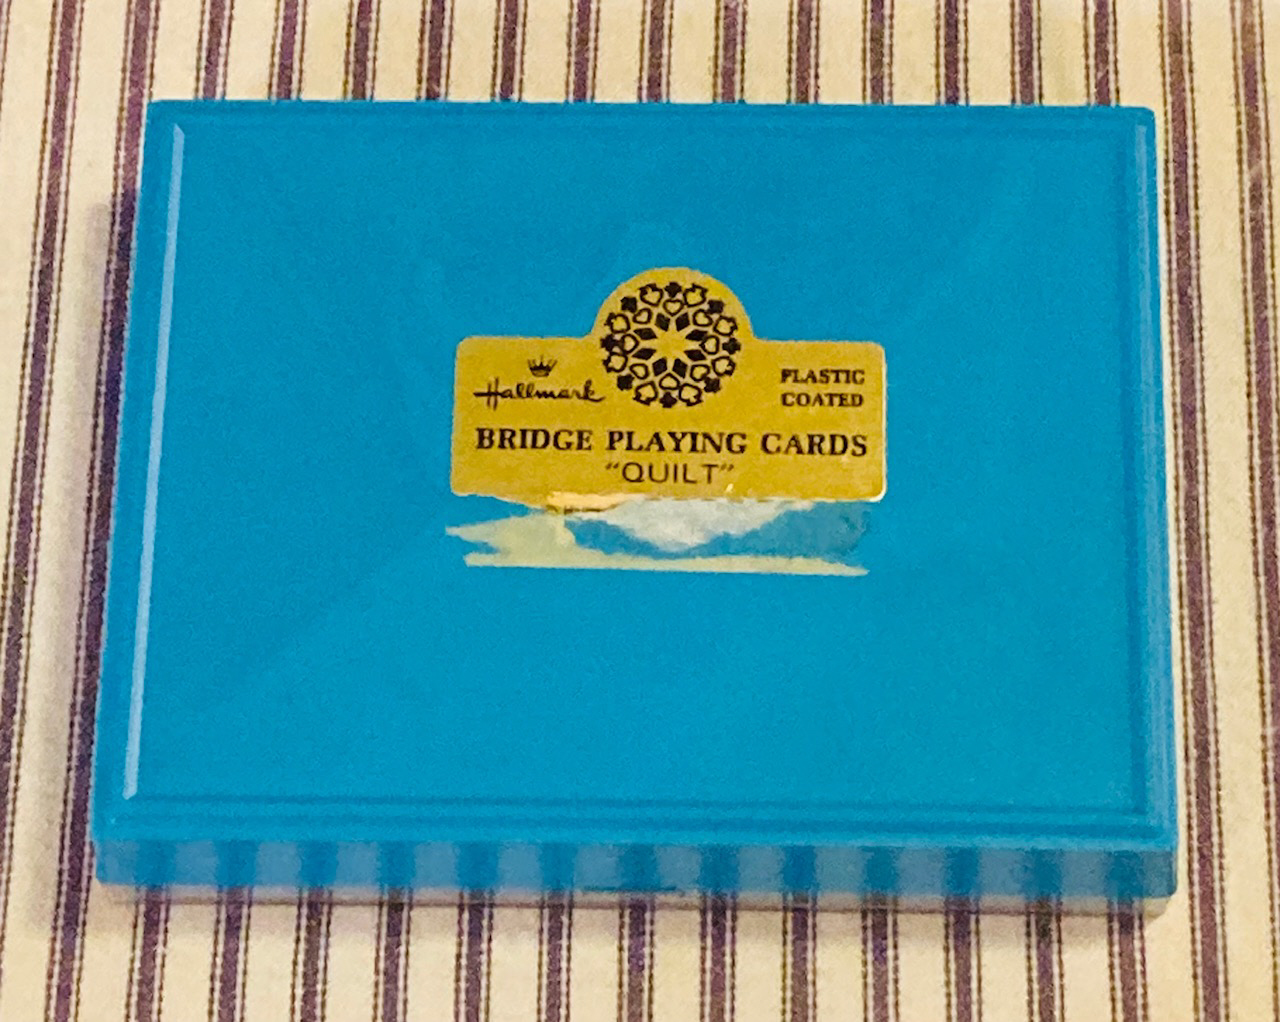 Hallmark
PLASTIC
COATED
BRIDGE PLAYING CARDS
"QUILT"